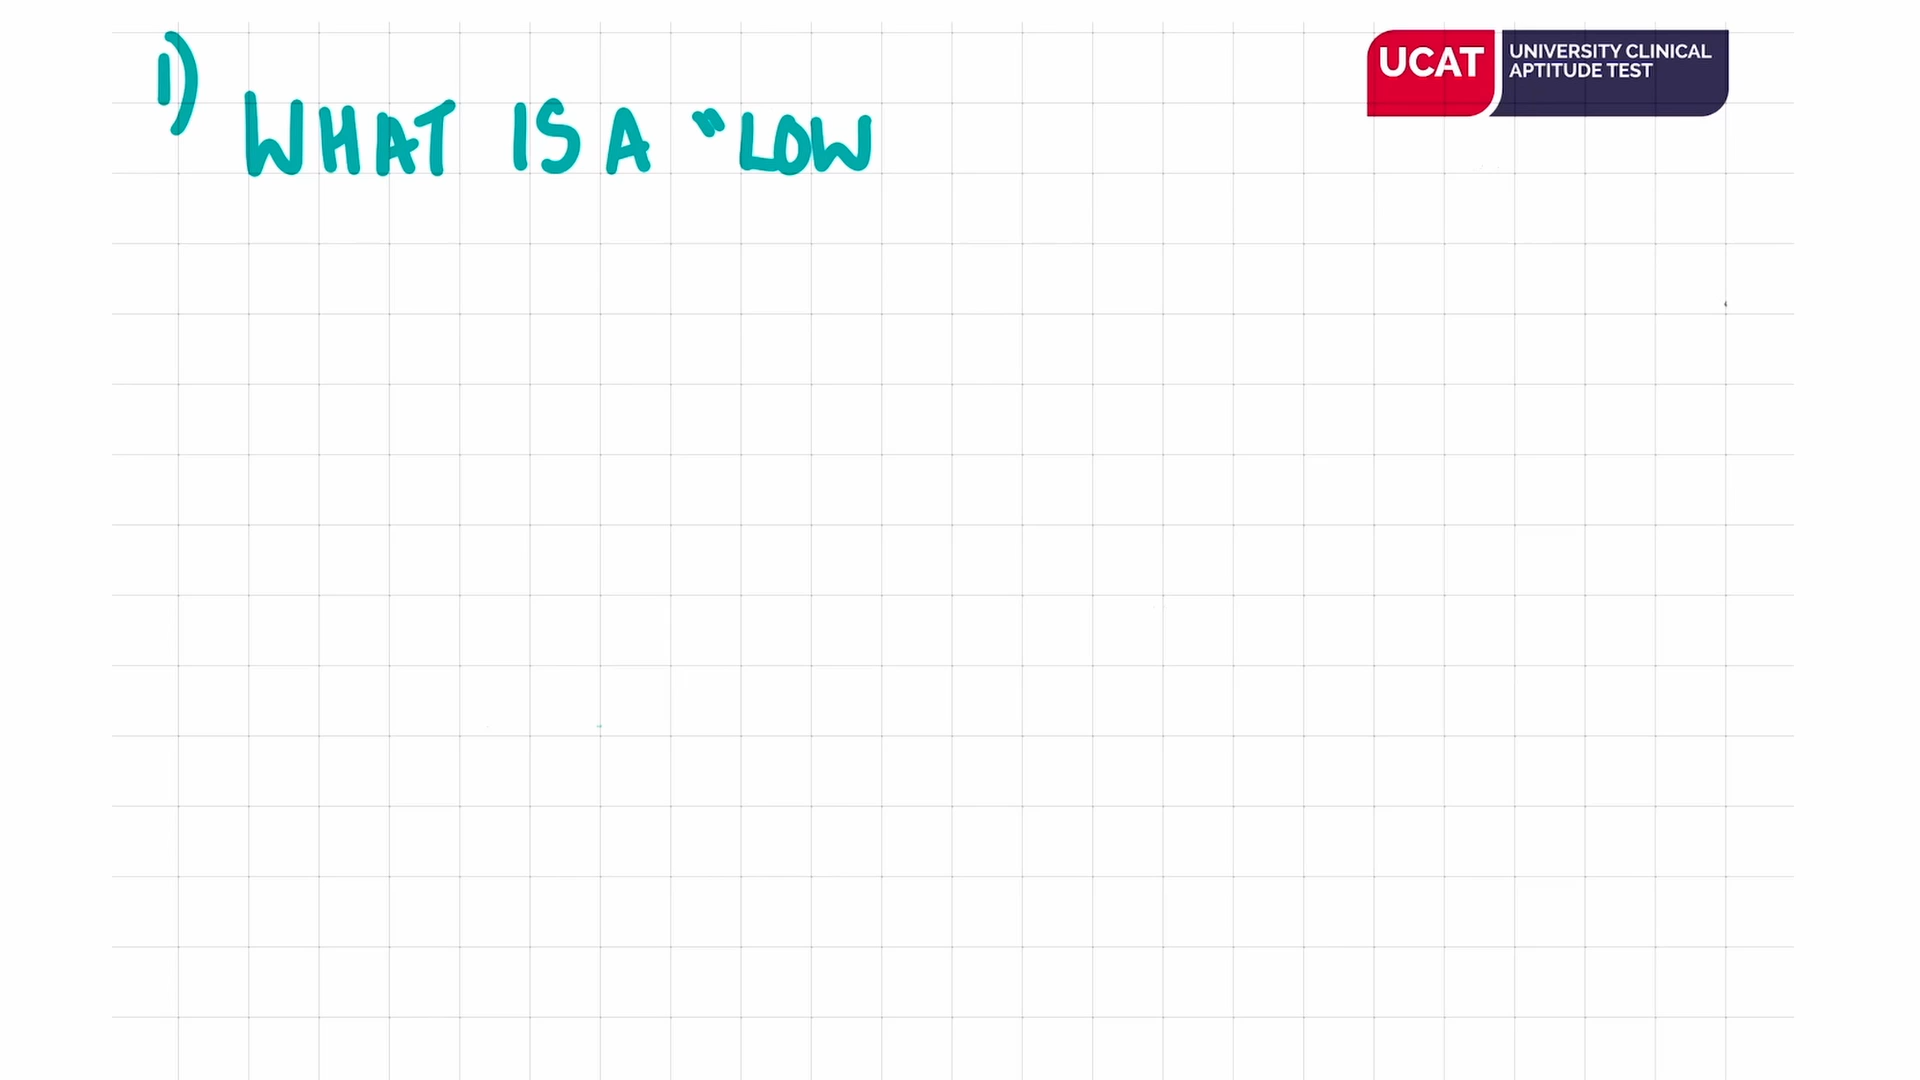 1)
WHAT IS A "LOW
UCAT
UNIVERSITY CLINICAL
APTITUDE TEST